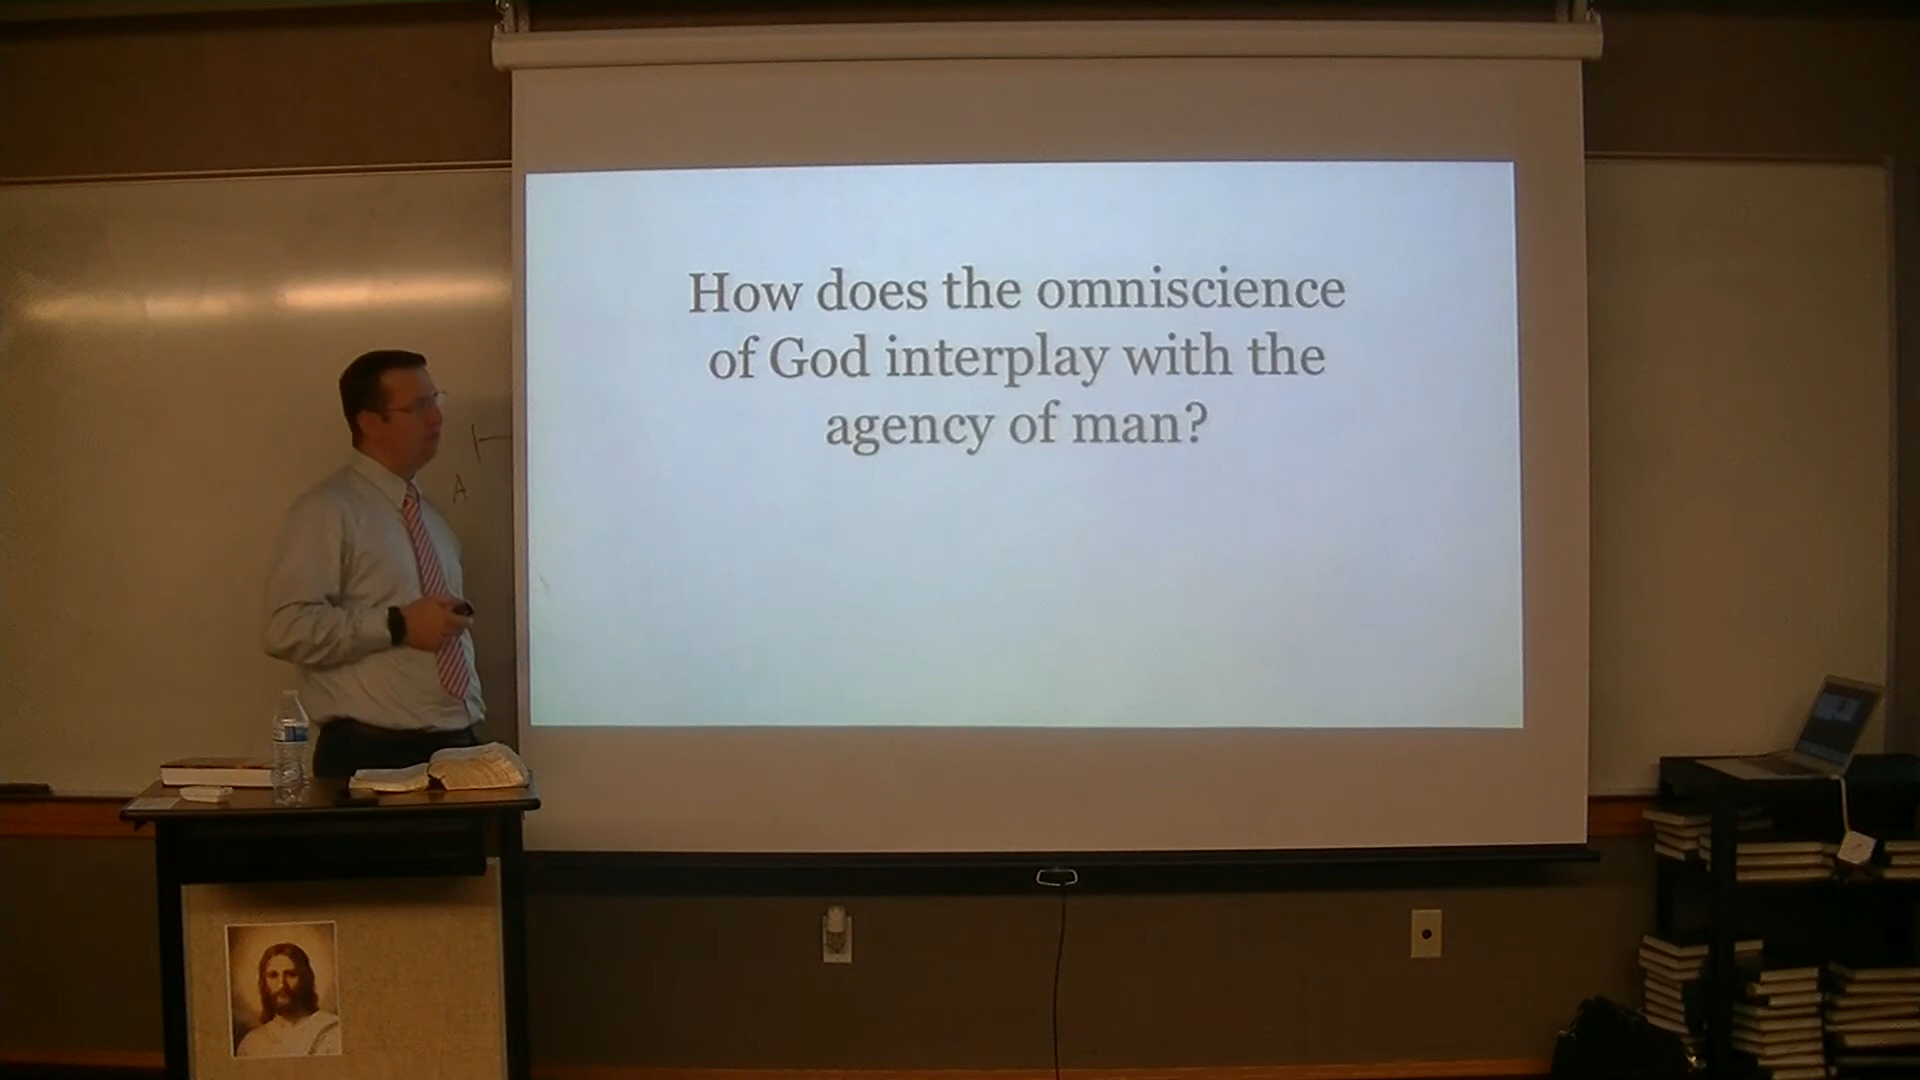 How does the omniscience
of God interplay with the
agency of man?
A